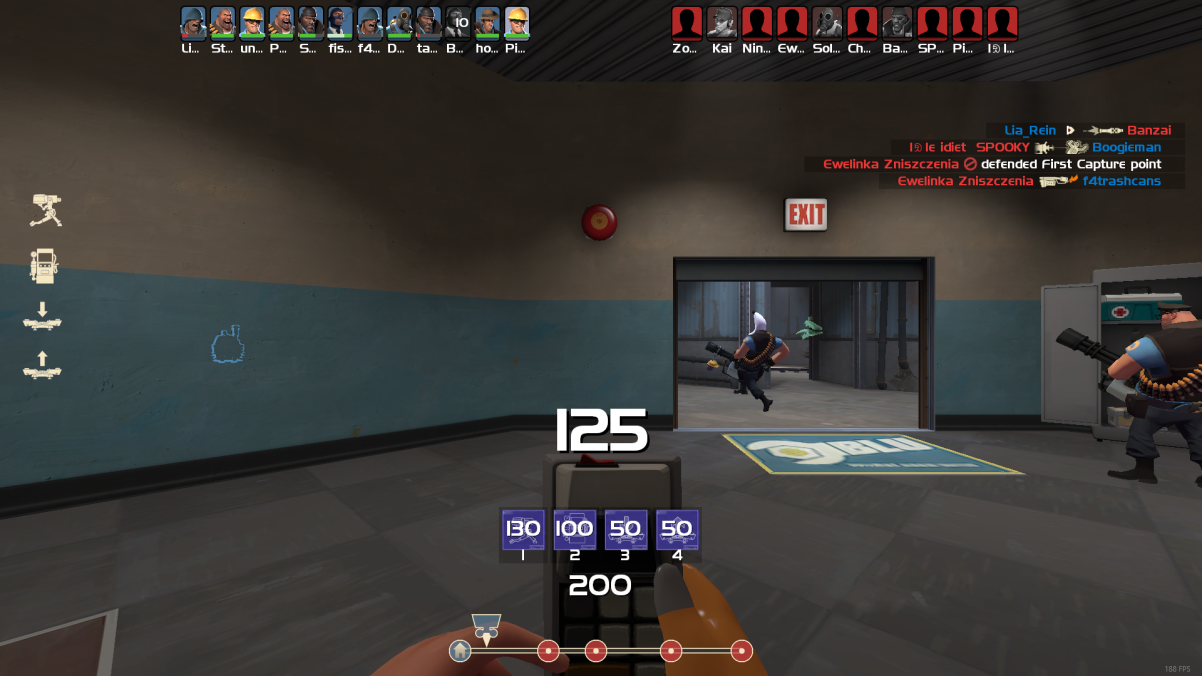 10
Li... St... un... P... S... fis... f4... D... ta... B... ho... Pi...
Zo... Kai Nin... Ew... Sol... Ch... Ba... SP... Pi...
Lia_Rein Banzai
le idiet SPOOKY Boogieman
Ewelinka Zniszczenia defended First Capture point
Ewelinka Zniszczenia f4trashcans
EXIT
BLU
125
130 100 50 50
1 2 3 4
200
188 FPS